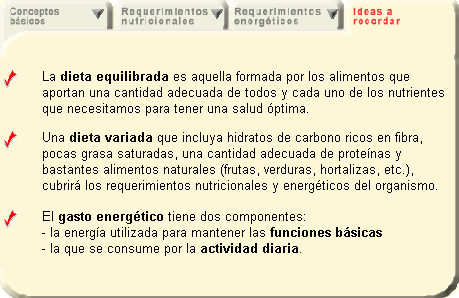 Conceptos básicos
Requerimientos nutricionales
Requerimientos energéticos
Ideas a recordar
La dieta equilibrada es aquella formada por los alimentos que
aportan una cantidad adecuada de todos y cada uno de los nutrientes
que necesitamos para tener una salud óptima.
Una dieta variada que incluya hidratos de carbono ricos en fibra,
pocas grasa saturadas, una cantidad adecuada de proteínas y
bastantes alimentos naturales (frutas, verduras, hortalizas, etc.),
cubrirá los requerimientos nutricionales y energéticos del organismo.
El gasto energético tiene dos componentes:
- la energía utilizada para mantener las funciones básicas
- la que se consume por la actividad diaria.